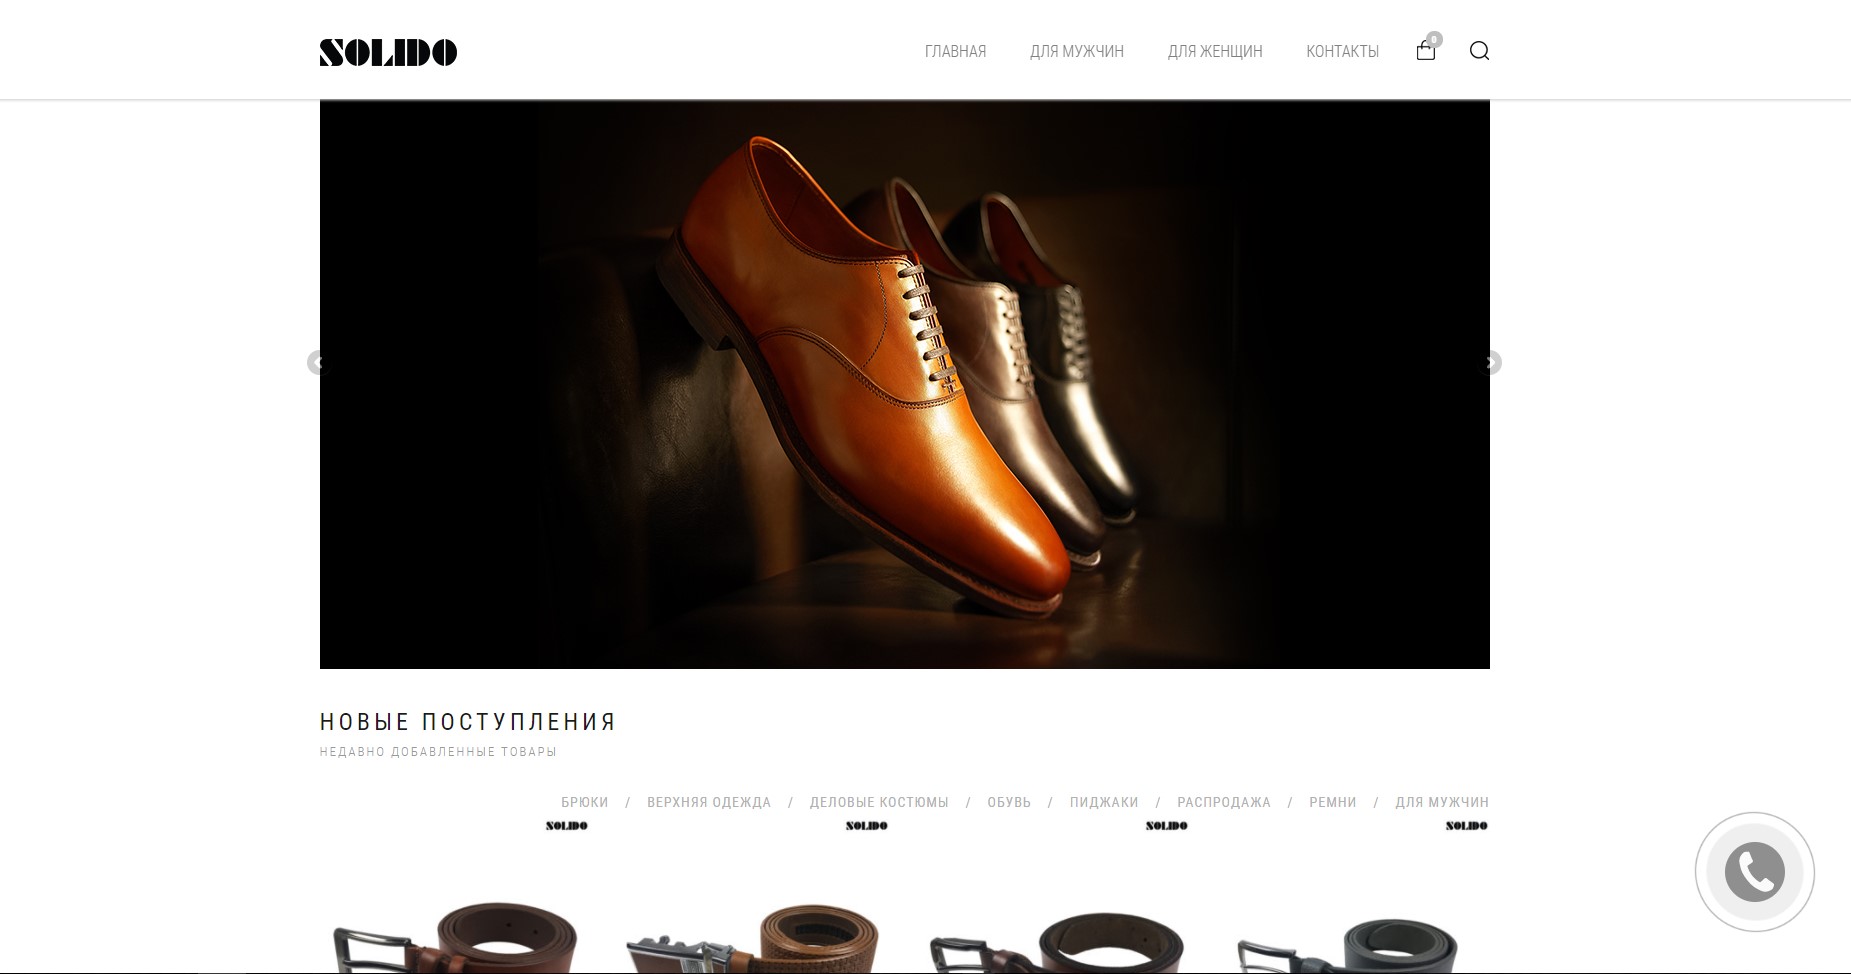 SOLIDO
ГЛАВНАЯ ДЛЯ МУЖЧИН ДЛЯ ЖЕНЩИН КОНТАКТЫ 0
НОВЫЕ ПОСТУПЛЕНИЯ
НЕДАВНО ДОБАВЛЕННЫЕ ТОВАРЫ
БРЮКИ / ВЕРХНЯЯ ОДЕЖДА / ДЕЛОВЫЕ КОСТЮМЫ / ОБУВЬ / ПИДЖАКИ / РАСПРОДАЖА / РЕМНИ / ДЛЯ МУЖЧИН
SOLIDO SOLIDO SOLIDO SOLIDO